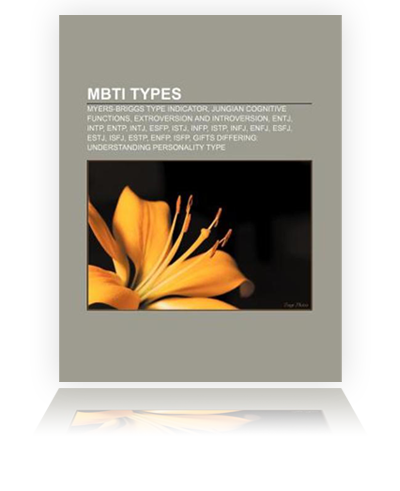 MBTI TYPES
MYERS-BRIGGS TYPE INDICATOR, JUNGIAN COGNITIVE
FUNCTIONS, EXTROVERSION AND INTROVERSION, ENTJ,
INTP, ENTP, INTJ, ESFP, ISTJ, INFP, ISTP, INFJ, ENFJ, ESFJ,
ESTJ, ISFJ, ESTP, ENFP, ISFP, GIFTS DIFFERING:
UNDERSTANDING PERSONALITY TYPE